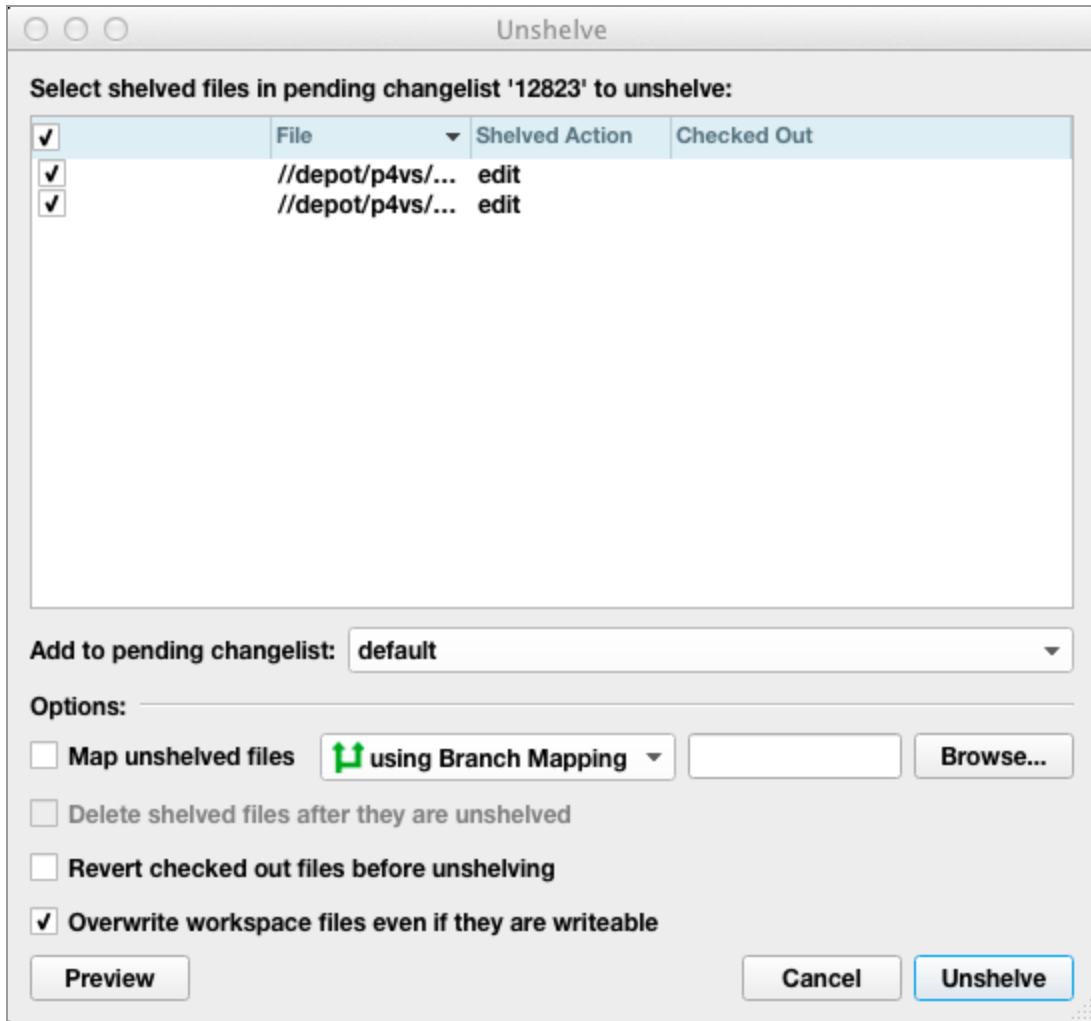 Unshelve
Select shelved files in pending changelist '12823' to unshelve:
File Shelved Action Checked Out
//depot/p4vs/... edit
//depot/p4vs/... edit
Add to pending changelist: default
Options:
Map unshelved files using Branch Mapping Browse...
Delete shelved files after they are unshelved
Revert checked out files before unshelving
Overwrite workspace files even if they are writeable
Preview Cancel Unshelve